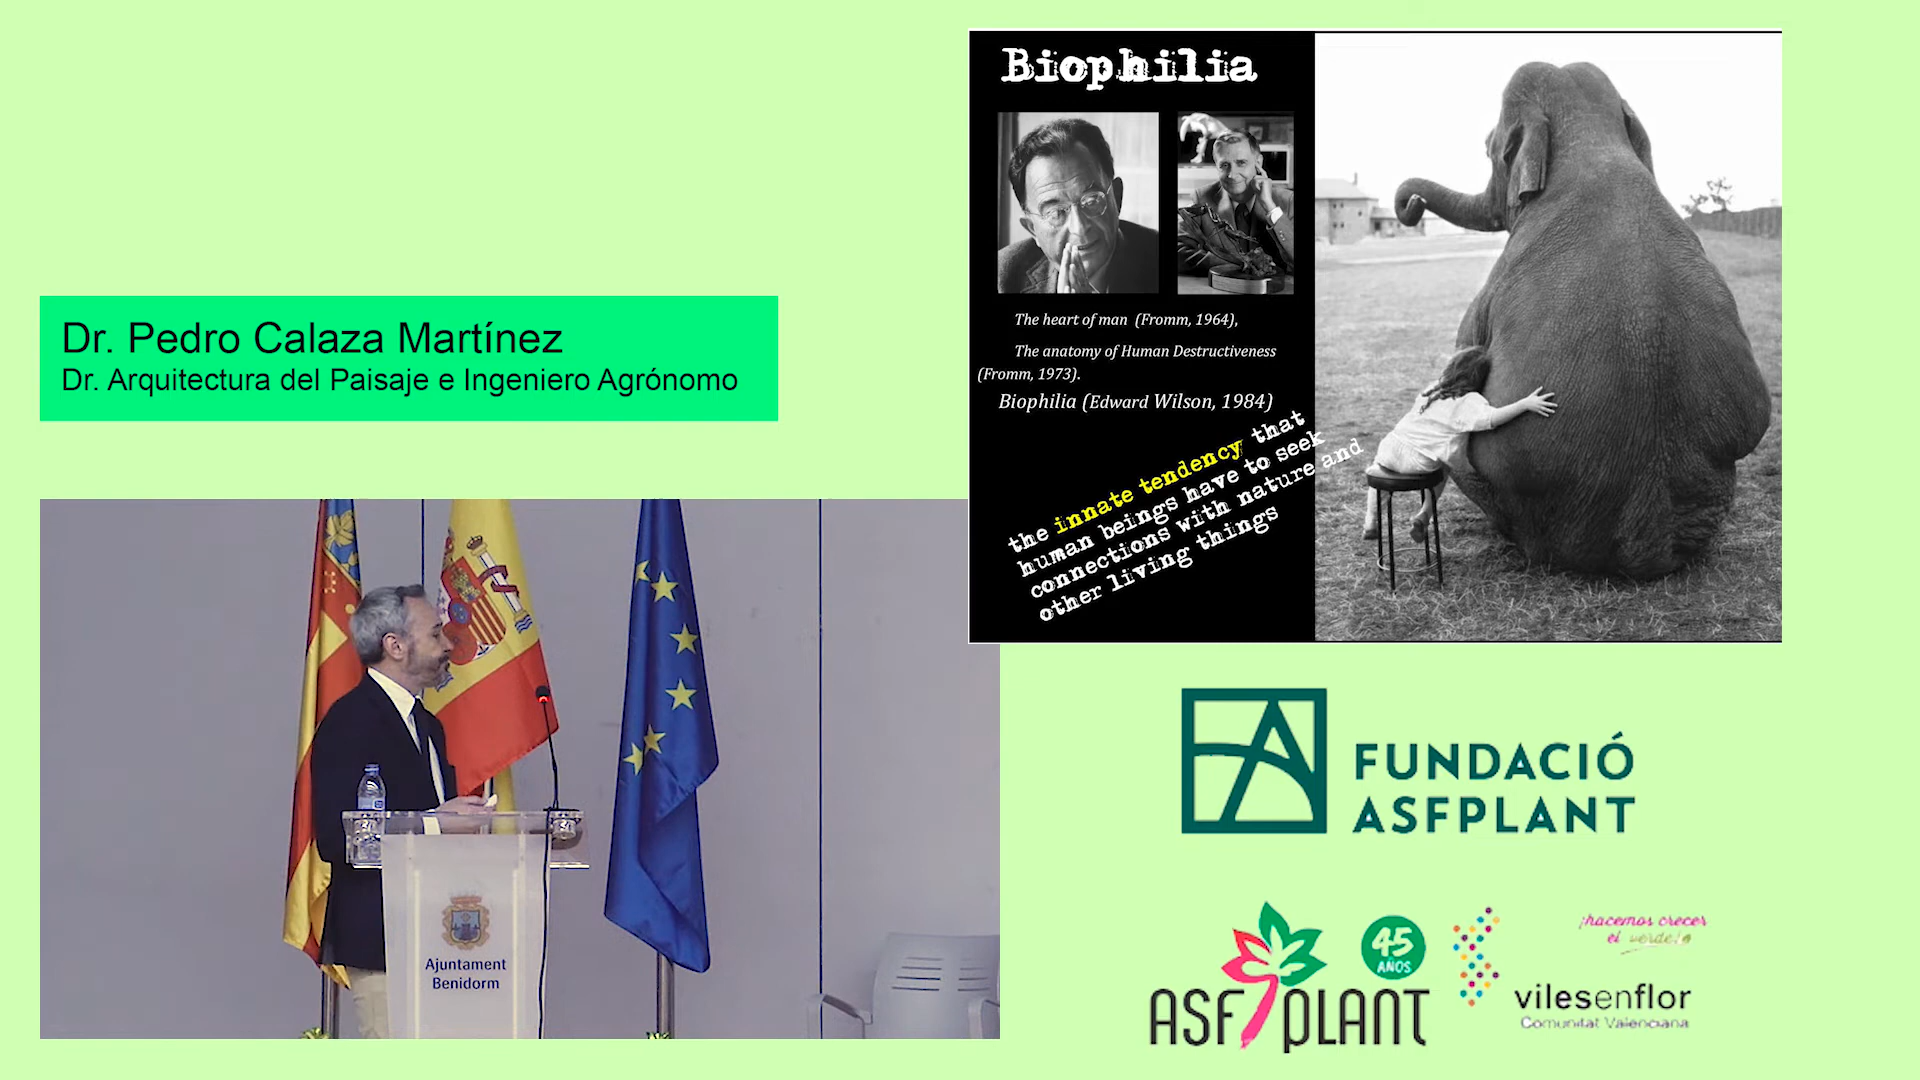 Biophilia
The heart of man (Fromm, 1964),
The anatomy of Human Destructiveness
(Fromm, 1973).
Biophilia (Edward Wilson, 1984)
the innate tendency that
human beings have to seek
connections with nature and
other living things
Dr. Pedro Calaza Martínez
Dr. Arquitectura del Paisaje e Ingeniero Agrónomo
Ajuntament
Benidorm
FUNDACIÓ
ASFPLANT
45
AÑOS
ASFPLANT
¡hacemos crecer
el verde!
vilesenflor
Comunitat Valenciana